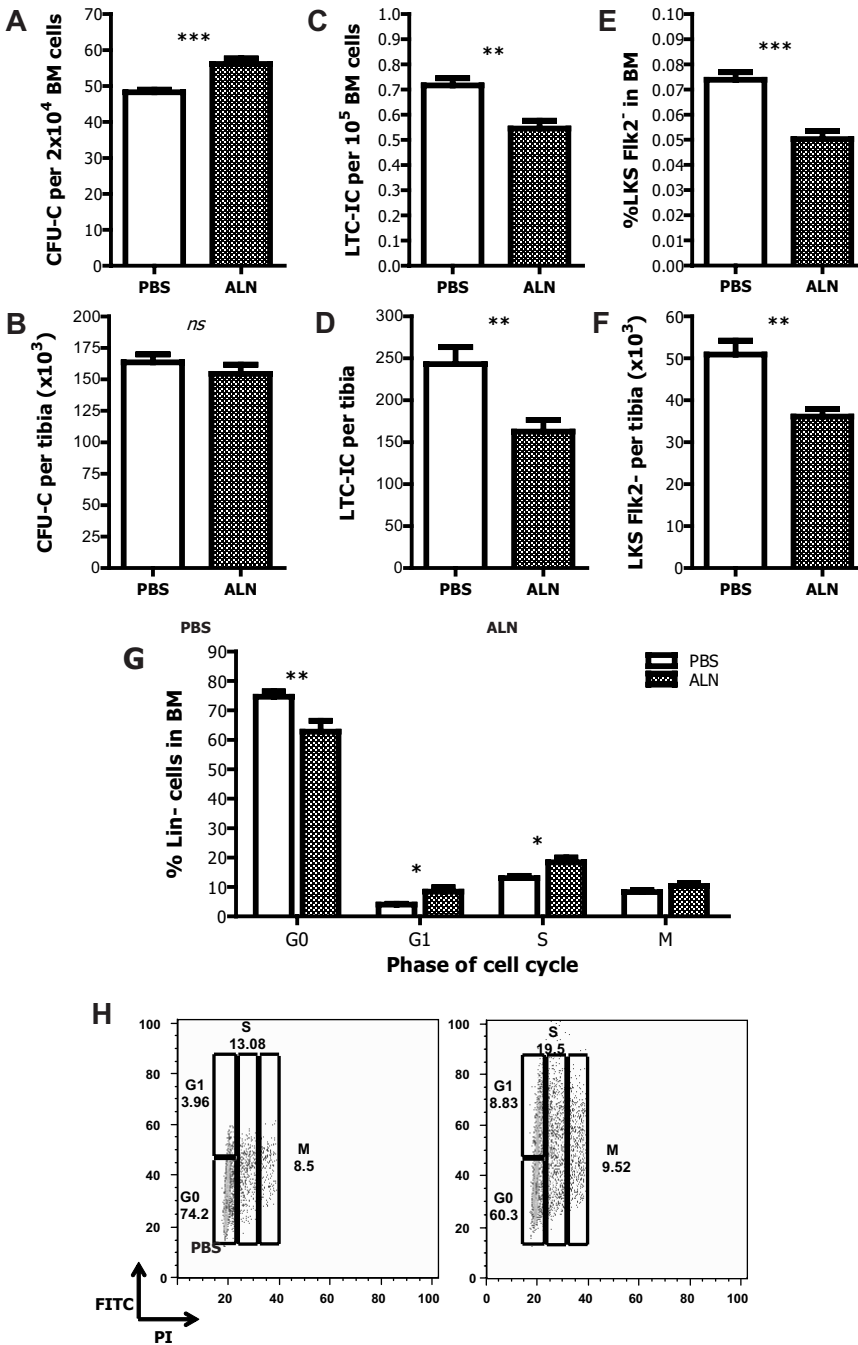 A
CFU-C per 2x10⁴ BM cells
70
60
50
40
30
20
10
0
***
PBS
ALN
C
LTC-IC per 10⁵ BM cells
1.0
0.9
0.8
0.7
0.6
0.5
0.4
0.3
0.2
0.1
0.0
**
PBS
ALN
E
%LKS Flk2⁻ in BM
0.10
0.09
0.08
0.07
0.06
0.05
0.04
0.03
0.02
0.01
0.00
***
PBS
ALN
B
CFU-C per tibia (x10³)
200
175
150
125
100
75
50
25
0
ns
PBS
ALN
D
LTC-IC per tibia
300
250
200
150
100
50
0
**
PBS
ALN
F
LKS Flk2- per tibia (x10³)
60
50
40
30
20
10
0
**
PBS
ALN
PBS
ALN
G
% Lin- cells in BM
90
80
70
60
50
40
30
20
10
0
**
*
*
PBS
ALN
G0
G1
S
M
Phase of cell cycle
H
100
80
60
40
20
0
S
13.08
G1
3.96
M
8.5
G0
74.2
PBS
20
40
60
80
100
FITC
PI
100
80
60
40
20
0
S
19.5
G1
8.83
M
9.52
G0
60.3
0
20
40
60
80
100